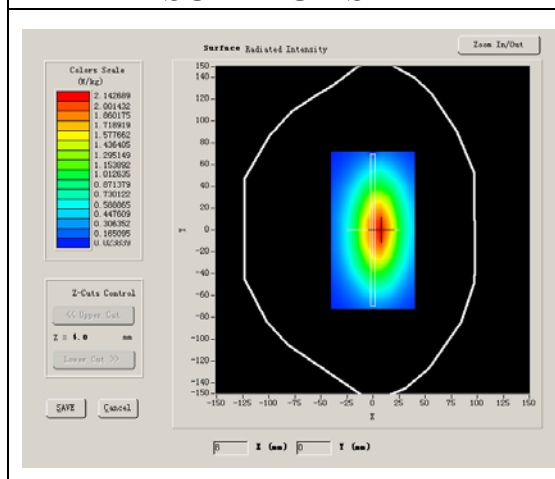 Surface Radiated Intensity
Zoom In/Out
Colors Scale
(W/kg)
2.142689
2.001432
1.860175
1.718919
1.577662
1.436405
1.295149
1.153892
1.012635
0.871379
0.730122
0.588865
0.447609
0.306352
0.165095
0.023839
Z-Cuts Control
<< Upper Cut
Z = 4.0 mm
Lower Cut >>
SAVE Cancel
150
140
120
100
80
60
40
20
0
-20
-40
-60
-80
-100
-120
-140
-150
Y
-150 -125 -100 -75 -50 -25 0 25 50 75 100 125 150
X
8 X (mm) 0 Y (mm)